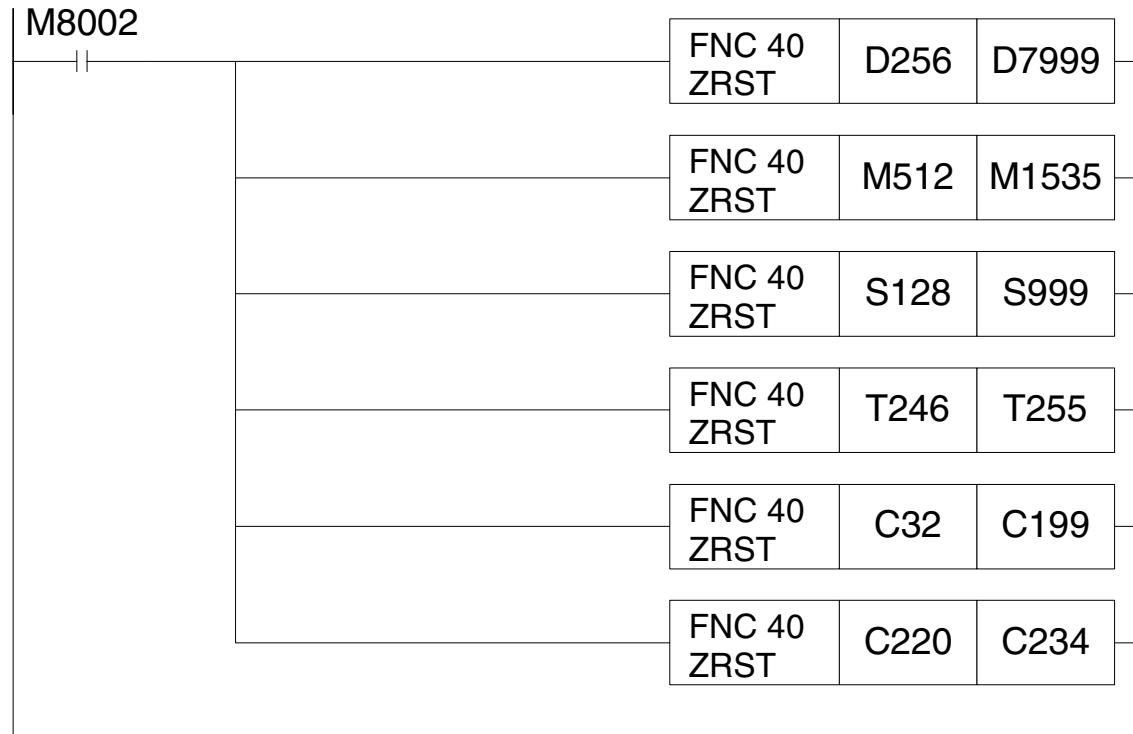 M8002
FNC 40 ZRST D256 D7999
FNC 40 ZRST M512 M1535
FNC 40 ZRST S128 S999
FNC 40 ZRST T246 T255
FNC 40 ZRST C32 C199
FNC 40 ZRST C220 C234